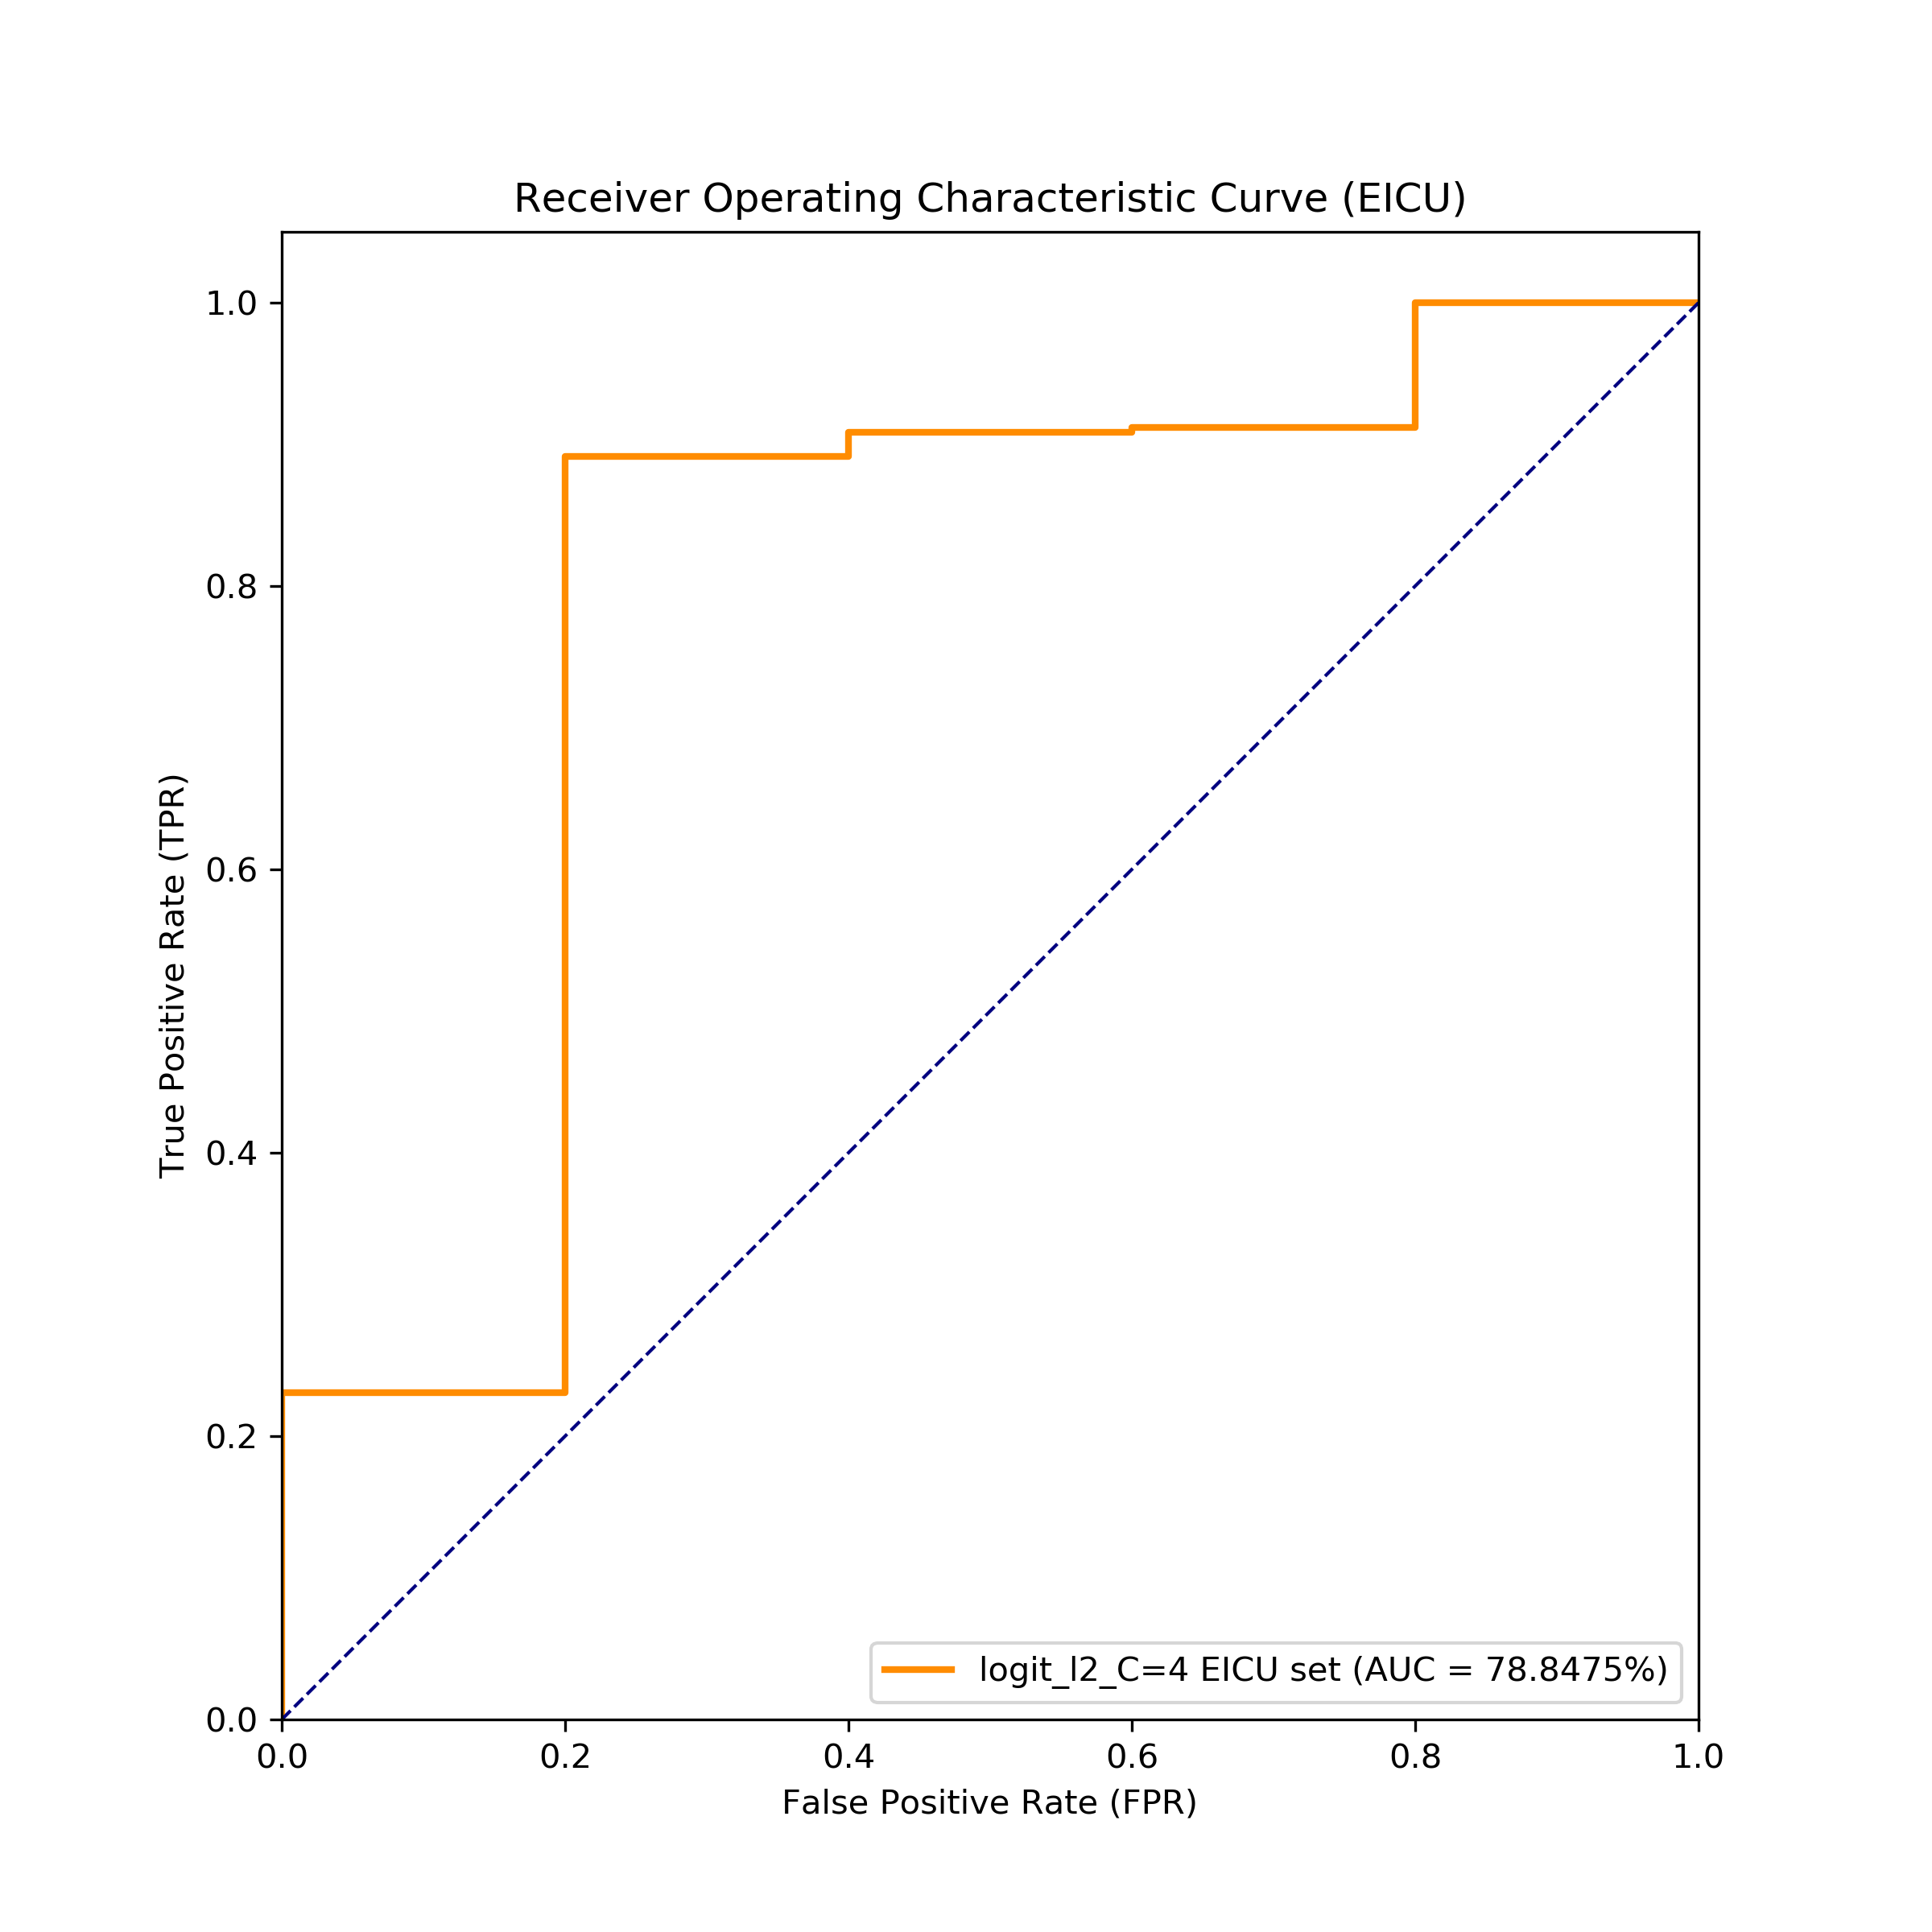 Receiver Operating Characteristic Curve (EICU)
True Positive Rate (TPR)
1.0
0.8
0.6
0.4
0.2
0.0
logit_l2_C=4 EICU set (AUC = 78.8475%)
0.0 0.2 0.4 0.6 0.8 1.0
False Positive Rate (FPR)